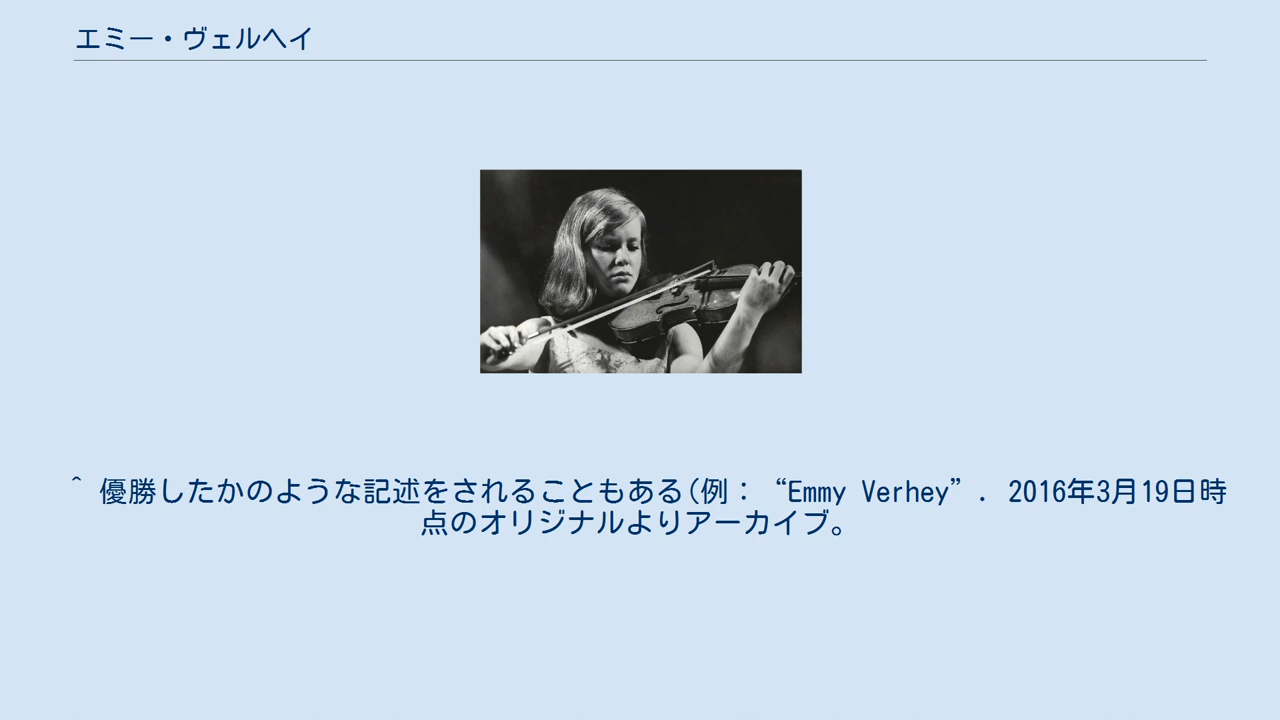 エミー・ヴェルヘイ
^ 優勝したかのような記述をされることもある(例： “Emmy Verhey”. 2016年3月19日時
点のオリジナルよりアーカイブ。